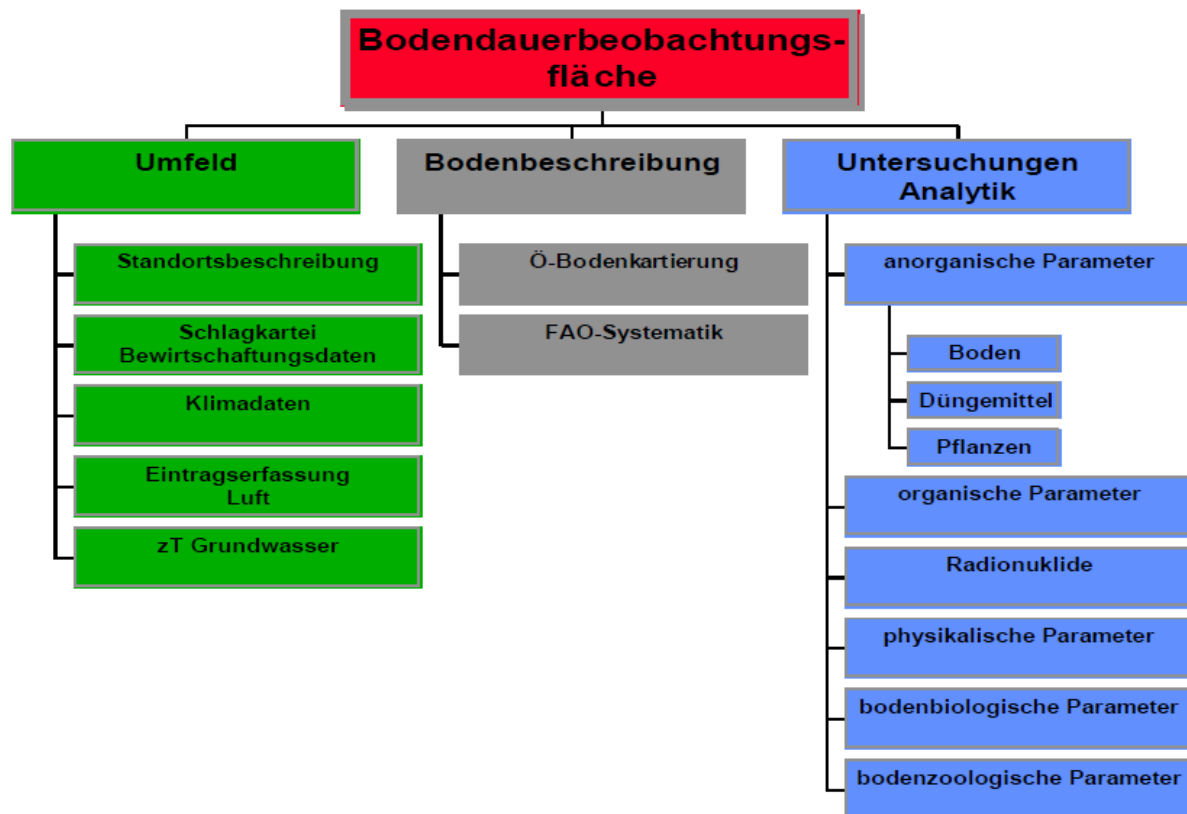 Bodendauerbeobachtungs-
fläche
Umfeld
Standortsbeschreibung
Schlagkartei
Bewirtschaftungsdaten
Klimadaten
Eintragserfassung
Luft
zT Grundwasser
Bodenbeschreibung
Ö-Bodenkartierung
FAO-Systematik
Untersuchungen
Analytik
anorganische Parameter
Boden
Düngemittel
Pflanzen
organische Parameter
Radionuklide
physikalische Parameter
bodenbiologische Parameter
bodenzoologische Parameter